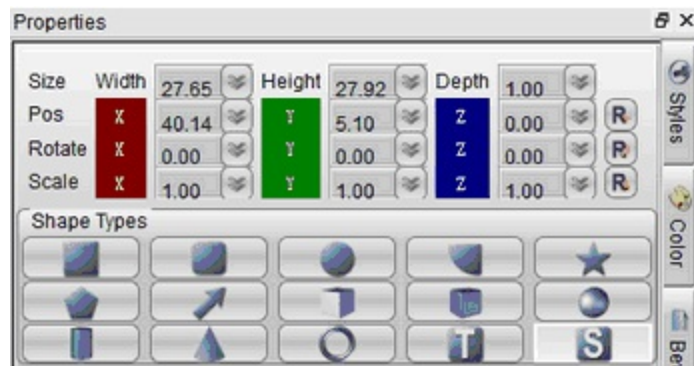 Properties
Size Width 27.65 Height 27.92 Depth 1.00
Pos X 40.14 Y 5.10 Z 0.00 R
Rotate X 0.00 Y 0.00 Z 0.00 R
Scale X 1.00 Y 1.00 Z 1.00 R
Shape Types
T S
Styles
Color